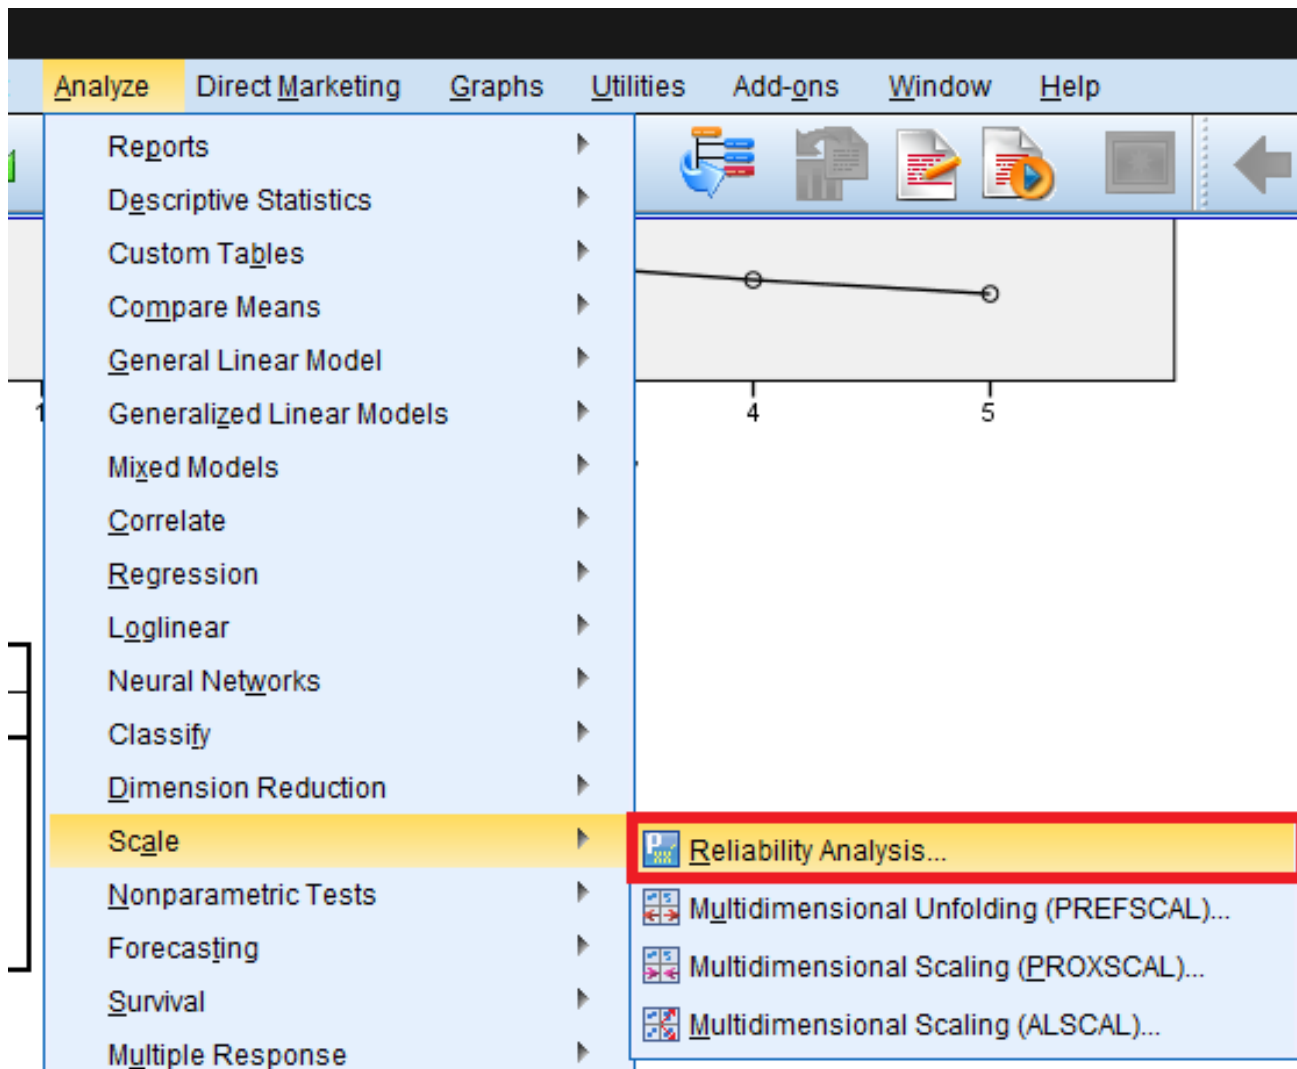 Analyze Direct Marketing Graphs Utilities Add-ons Window Help
Reports
Descriptive Statistics
Custom Tables
Compare Means
General Linear Model
Generalized Linear Models
4 5
Mixed Models
Correlate
Regression
Loglinear
Neural Networks
Classify
Dimension Reduction
Scale
Reliability Analysis...
Nonparametric Tests
Multidimensional Unfolding (PREFSCAL)...
Forecasting
Multidimensional Scaling (PROXSCAL)...
Survival
Multidimensional Scaling (ALSCAL)...
Multiple Response